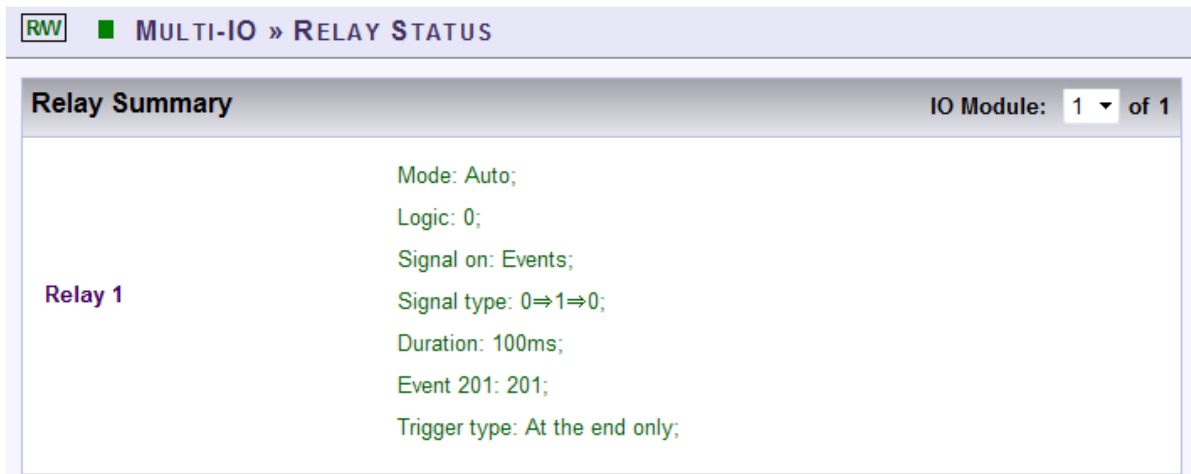 R/W MULTI-IO » RELAY STATUS
Relay Summary IO Module: 1 of 1
Mode: Auto;
Logic: 0;
Signal on: Events;
Relay 1
Signal type: 0⇒1⇒0;
Duration: 100ms;
Event 201: 201;
Trigger type: At the end only;